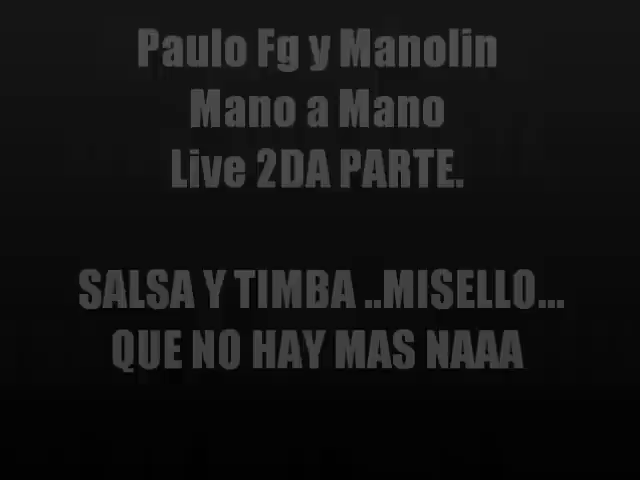 Paulo Fg y Manolin
Mano a Mano
Live 2DA PARTE.
SALSA Y TIMBA ..MISELLO...
QUE NO HAY MAS NAAA